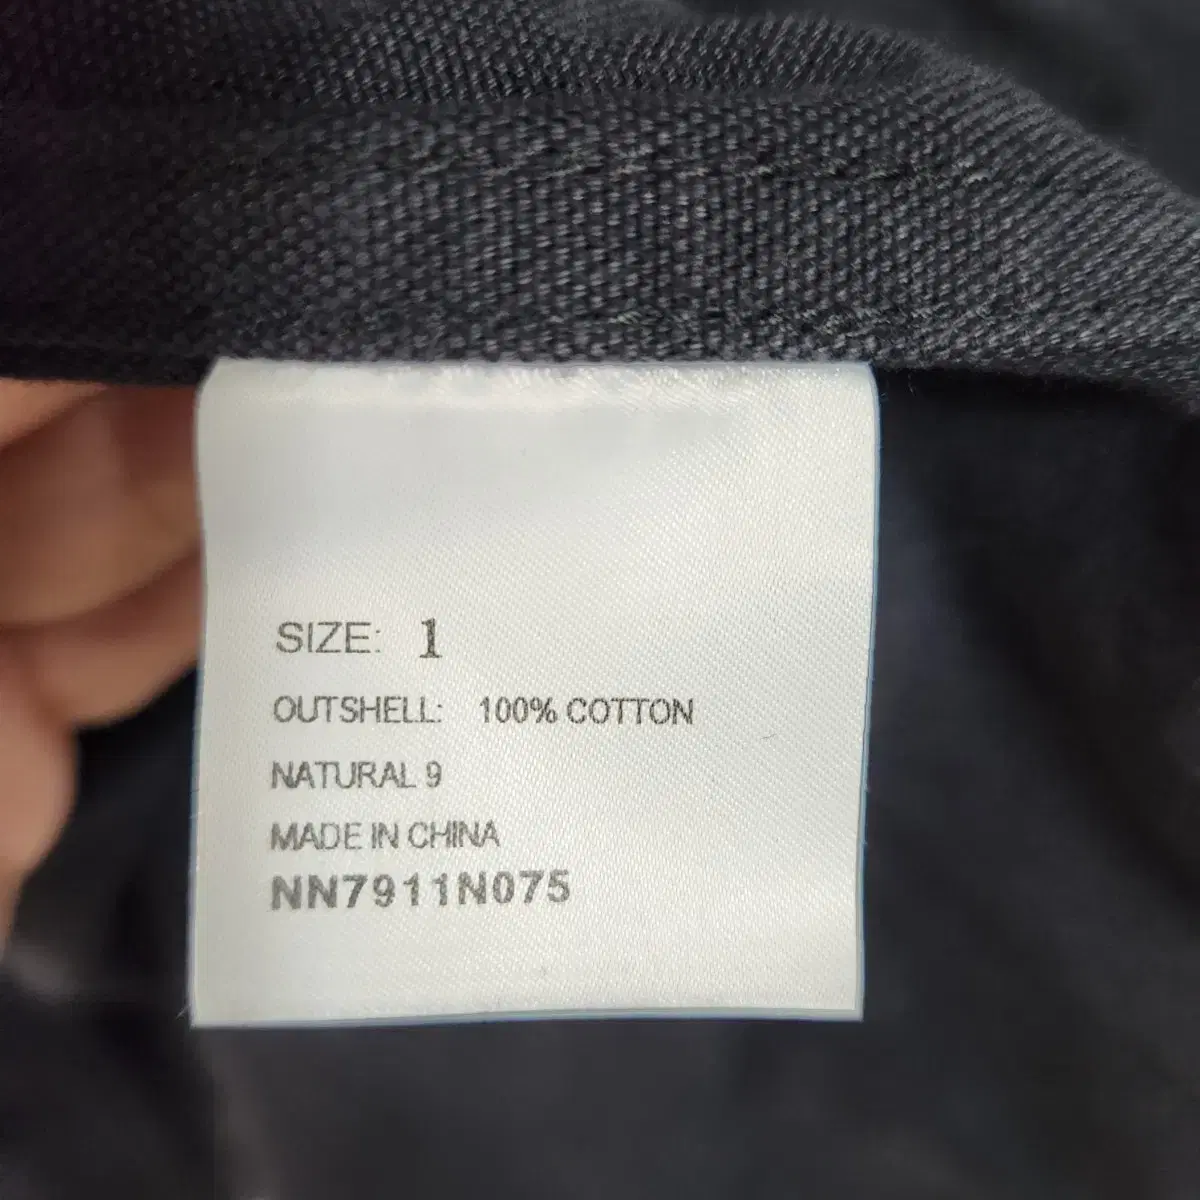 SIZE: 1
OUTSHELL: 100% COTTON
NATURAL 9
MADE IN CHINA
NN7911N075